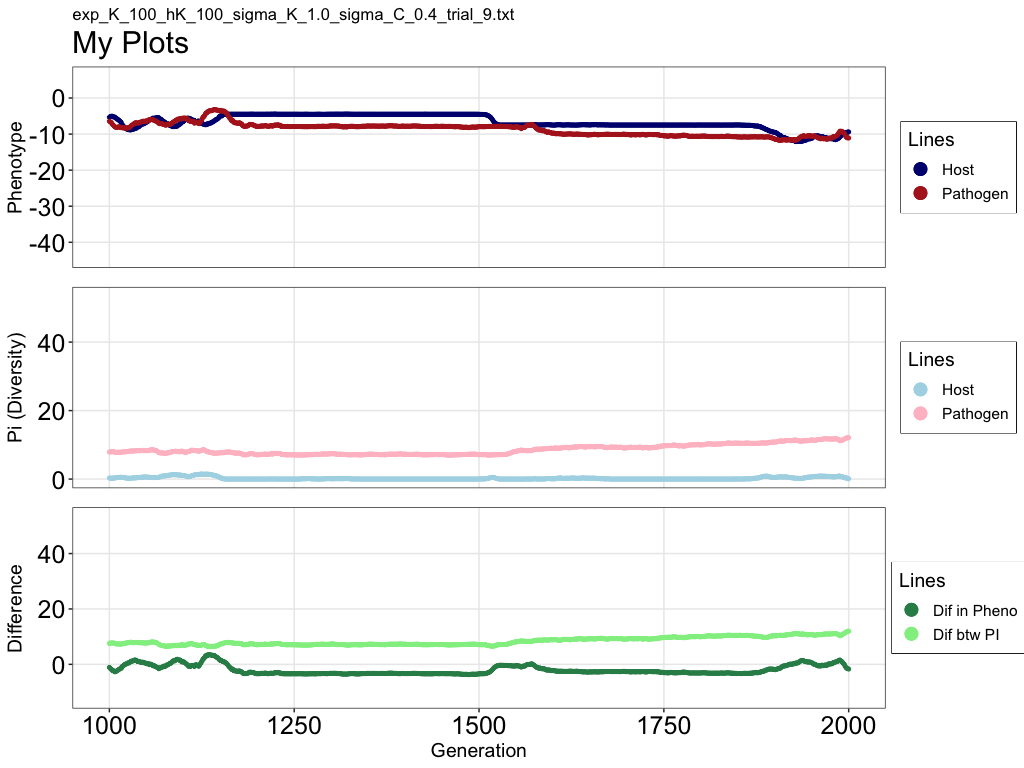 exp_K_100_hK_100_sigma_K_1.0_sigma_C_0.4_trial_9.txt
My Plots
Phenotype
0
-10
-20
-30
-40
Lines
Host
Pathogen
Pi (Diversity)
40
20
0
Lines
Host
Pathogen
Difference
40
20
0
Lines
Dif in Pheno
Dif btw PI
1000 1250 1500 1750 2000
Generation